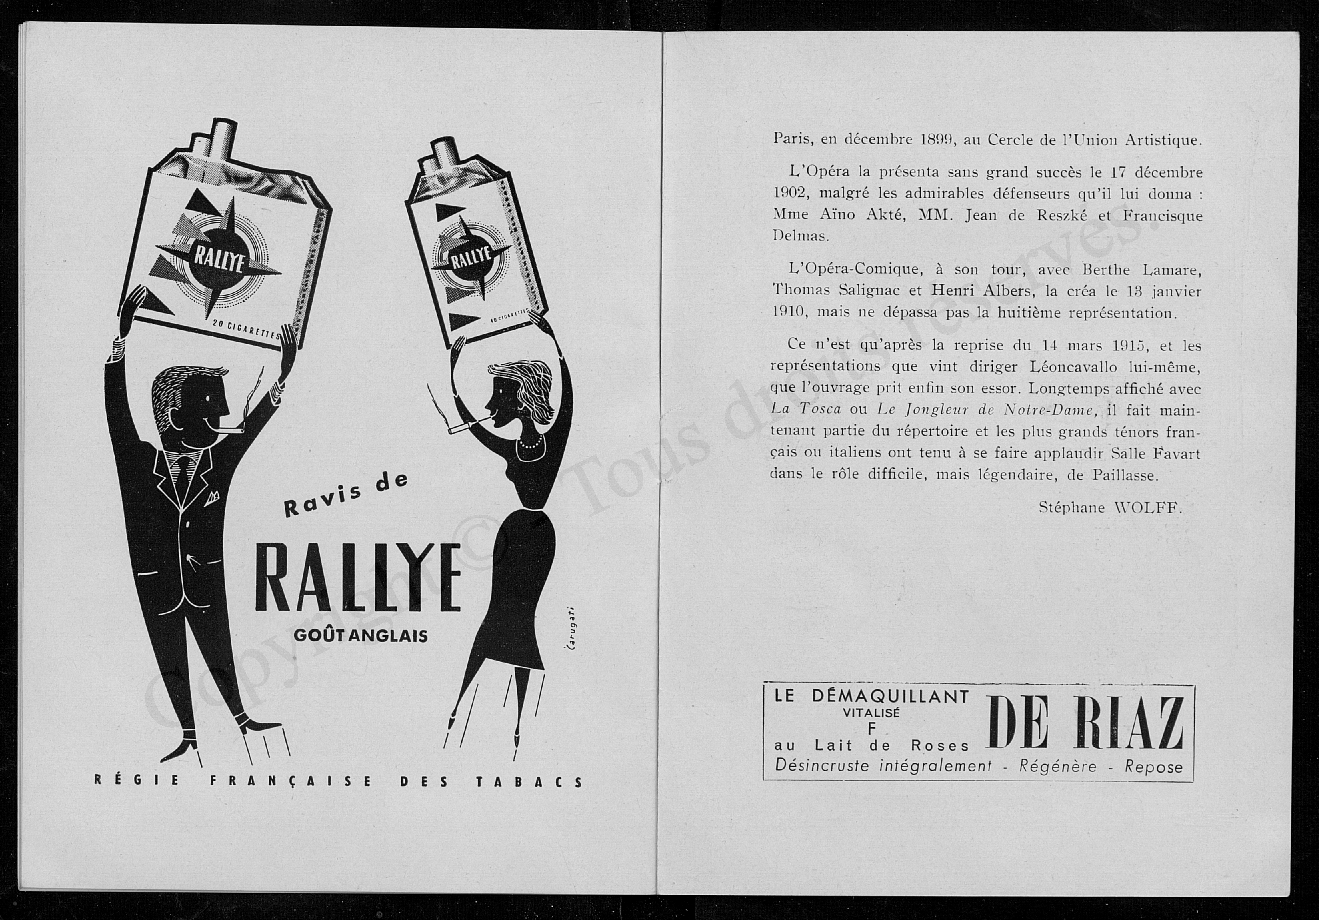 RALLYE
20 CIGARETTES
RALLYE
20 CIGARETTES
Ravis de
RALLYE
GOÛT ANGLAIS
Carugati
RÉGIE FRANÇAISE DES TABACS
Paris, en décembre 1899, au Cercle de l'Union Artistique.
L'Opéra la présenta sans grand succès le 17 décembre
1902, malgré les admirables défenseurs qu'il lui donna :
Mme Aïno Akté, MM. Jean de Reszké et Francisque
Delmas.
L'Opéra-Comique, à son tour, avec Berthe Lamare,
Thomas Salignac et Henri Albers, la créa le 13 janvier
1910, mais ne dépassa pas la huitième représentation.
Ce n'est qu'après la reprise du 14 mars 1915, et les
représentations que vint diriger Léoncavallo lui-même,
que l'ouvrage prit enfin son essor. Longtemps affiché avec
La Tosca ou Le Jongleur de Notre-Dame, il fait main-
tenant partie du répertoire et les plus grands ténors fran-
çais ou italiens ont tenu à se faire applaudir Salle Favart
dans le rôle difficile, mais légendaire, de Paillasse.
Stéphane WOLFF.
LE DÉMAQUILLANT
VITALISÉ
F
au Lait de Roses
DE RIAZ
Désincruste intégralement - Régénère - Repose
Copyright © Tous droits réservés.